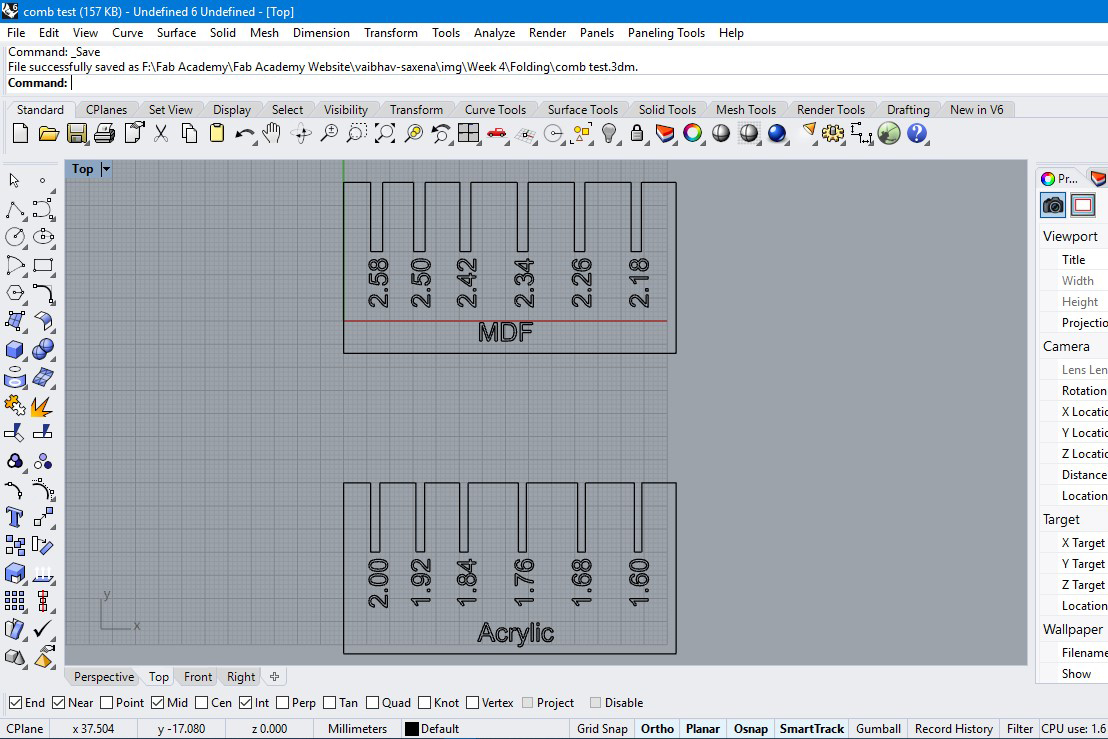 comb test (157 KB) - Undefined 6 Undefined - [Top]
File Edit View Curve Surface Solid Mesh Dimension Transform Tools Analyze Render Panels Paneling Tools Help
Command: _Save
File successfully saved as F:\Fab Academy\Fab Academy Website\vaibhav-saxena\img\Week 4\Folding\comb test.3dm.
Command:
Standard CPlanes Set View Display Select Visibility Transform Curve Tools Surface Tools Solid Tools Mesh Tools Render Tools Drafting New in V6
Top
Pr...
Viewport
Title
Width
Height
Projectio
Camera
Lens Len
Rotation
X Locatio
Y Locatio
Z Locatio
Distance
Location
Target
X Target
Y Target
Z Target
Location
Wallpaper
Filename
Show
2.58 2.50 2.42 2.34 2.26 2.18
MDF
2.00 1.92 1.84 1.76 1.68 1.60
Acrylic
y
x
Perspective Top Front Right
End Near Point Mid Cen Int Perp Tan Quad Knot Vertex Project Disable
CPlane x 37.504 y -17.080 z 0.000 Millimeters Default Grid Snap Ortho Planar Osnap SmartTrack Gumball Record History Filter CPU use: 1.6